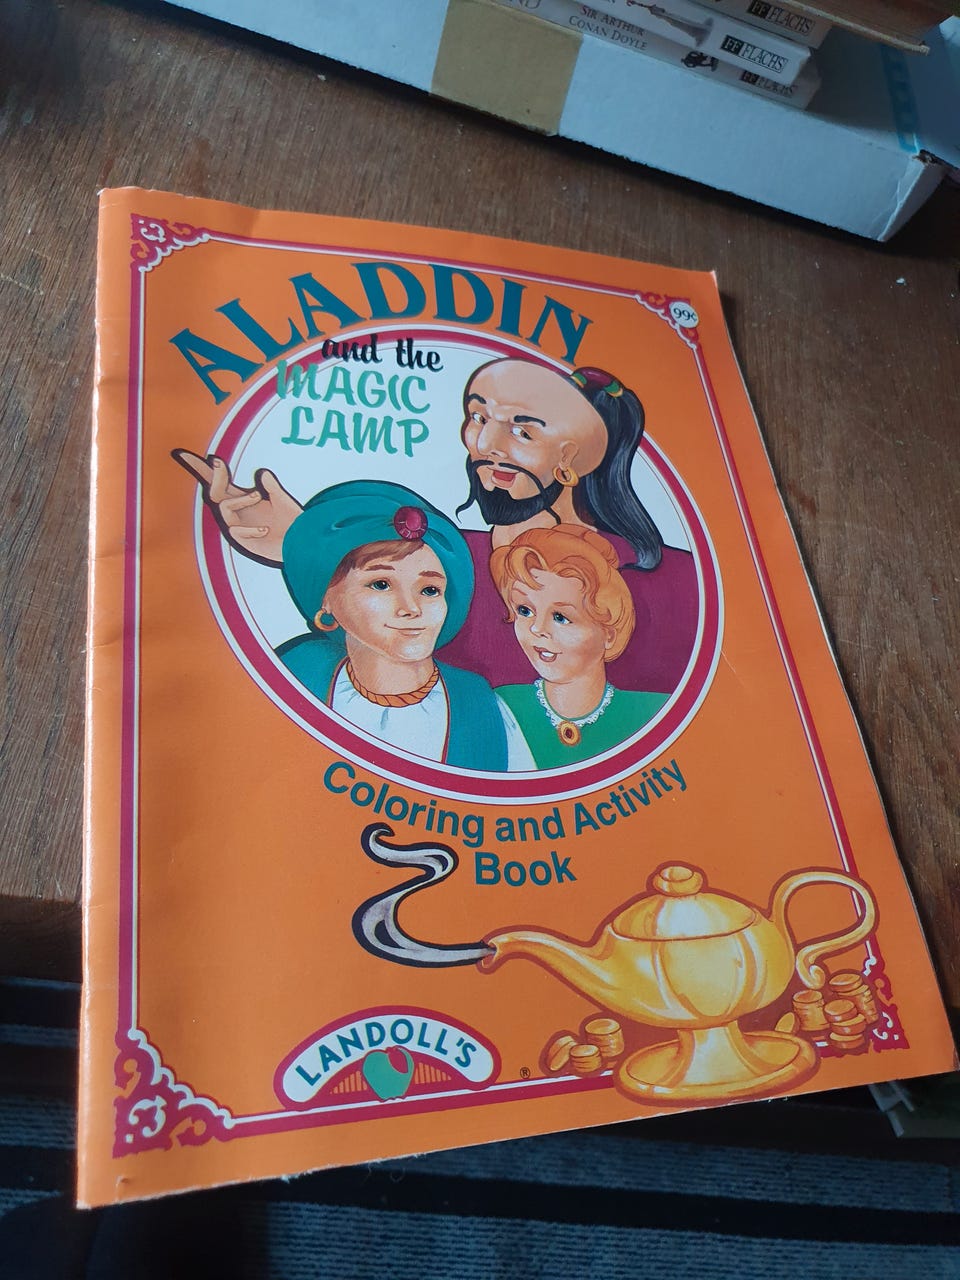 SIR ARTHUR
CONAN DOYLE
FLACHS
FLACHS
FLACHS
ALADDIN
and the
MAGIC
LAMP
99¢
Coloring and Activity
Book
LANDOLL'S
®